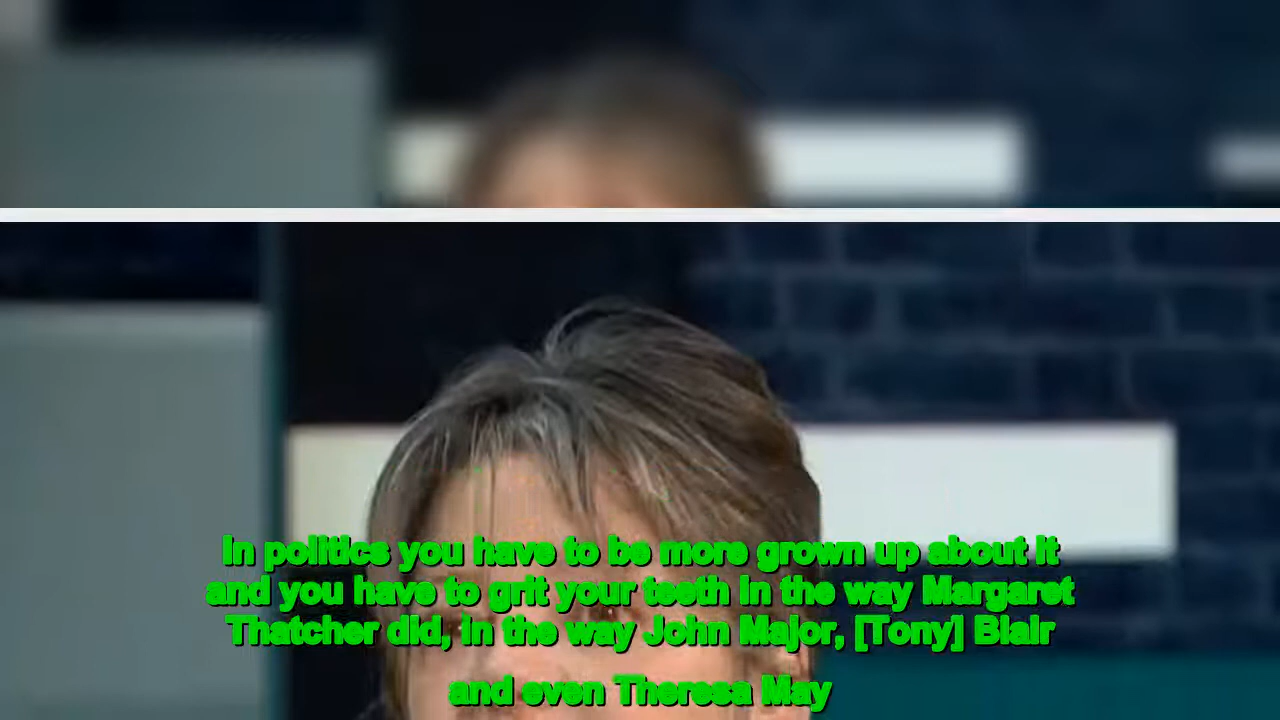 In politics you have to be more grown up about it
and you have to grit your teeth in the way Margaret
Thatcher did, in the way John Major, [Tony] Blair
and even Theresa May